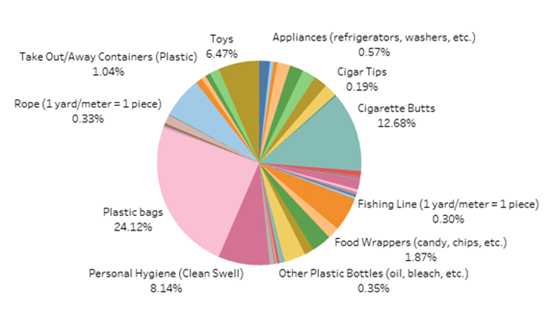 Toys
6.47%
Appliances (refrigerators, washers, etc.)
0.57%
Take Out/Away Containers (Plastic)
1.04%
Cigar Tips
0.19%
Rope (1 yard/meter = 1 piece)
0.33%
Cigarette Butts
12.68%
Plastic bags
24.12%
Fishing Line (1 yard/meter = 1 piece)
0.30%
Food Wrappers (candy, chips, etc.)
1.87%
Personal Hygiene (Clean Swell)
8.14%
Other Plastic Bottles (oil, bleach, etc.)
0.35%